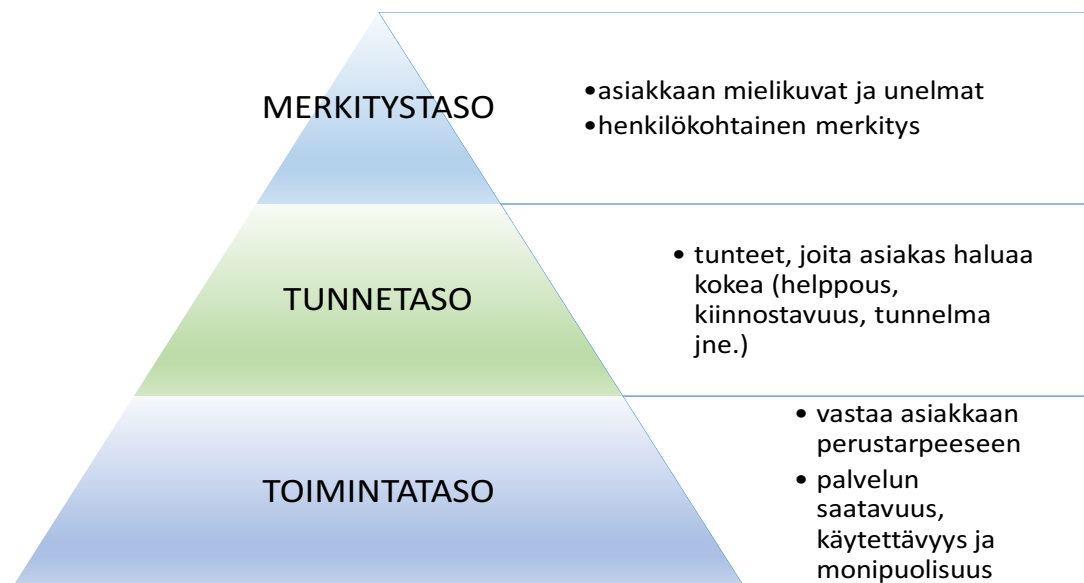 MERKITYSTASO
•asiakkaan mielikuvat ja unelmat
•henkilökohtainen merkitys
TUNNETASO
• tunteet, joita asiakas haluaa
kokea (helppous,
kiinnostavuus, tunnelma
jne.)
TOIMINTATASO
• vastaa asiakkaan
perustarpeeseen
• palvelun
saatavuus,
käytettävyys ja
monipuolisuus